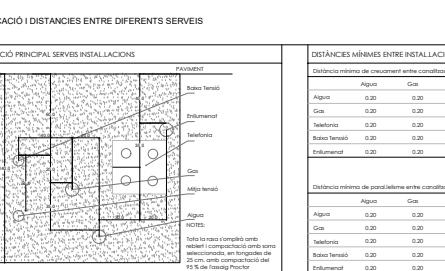 CACIÓ I DISTANCIES ENTRE DIFERENTS SERVEIS
CIÓ PRINCIPAL SERVEIS INSTAL.LACIONS
PAVIMENT
Baixa Tensió
Enllumenat
Telefonia
Gas
Mitja tensió
Aigua
NOTES:
Tota la rasa s'omplirà amb
rebliert i compactació amb sorra
seleccionada, en tongades de
25 cm. amb compactació del
95 % de l'assaig Proctor
DISTÀNCIES MÍNIMES ENTRE INSTAL.LACI
Distància mínima de creuament entre canalitzac
Aigua Gas
Aigua 0.20 0.20
Gas 0.20 0.20
Telefonia 0.20 0.20
Baixa Tensió 0.20 0.20
Enllumenat 0.20 0.20
Distància mínima de paral.lelisme entre canalitzac
Aigua Gas
Aigua 0.20 0.20
Gas 0.20 0.20
Telefonia 0.20 0.20
Baixa Tensió 0.20 0.20
Enllumenat 0.20 0.20